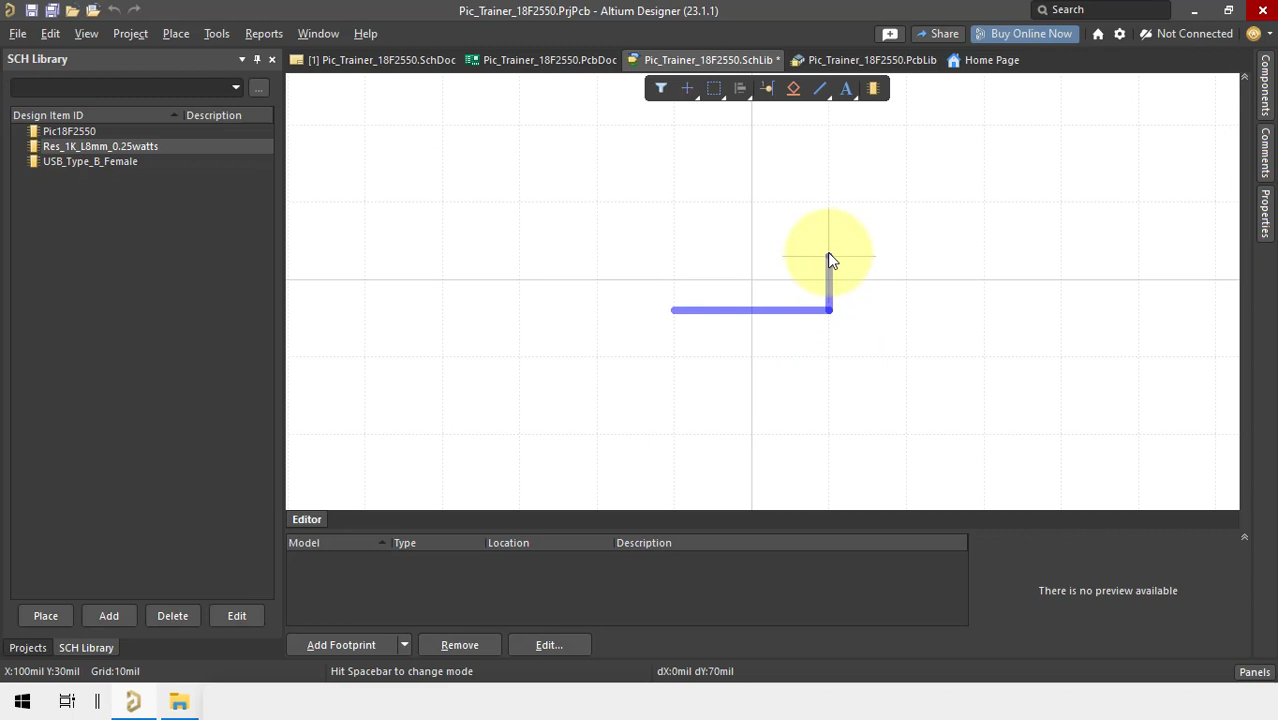 Pic_Trainer_18F2550.PrjPcb - Altium Designer (23.1.1)
Search
File Edit View Project Place Tools Reports Window Help
Share
Buy Online Now
Not Connected
SCH Library
[1] Pic_Trainer_18F2550.SchDoc
Pic_Trainer_18F2550.PcbDoc
Pic_Trainer_18F2550.SchLib *
Pic_Trainer_18F2550.PcbLib
Home Page
...
A
Design Item ID Description
Pic18F2550
Res_1K_L8mm_0.25watts
USB_Type_B_Female
Components
Comments
Properties
Editor
Model Type Location Description
There is no preview available
Place Add Delete Edit
Add Footprint Remove Edit...
Projects SCH Library
X:100mil Y:30mil Grid:10mil
Hit Spacebar to change mode
dX:0mil dY:70mil
Panels